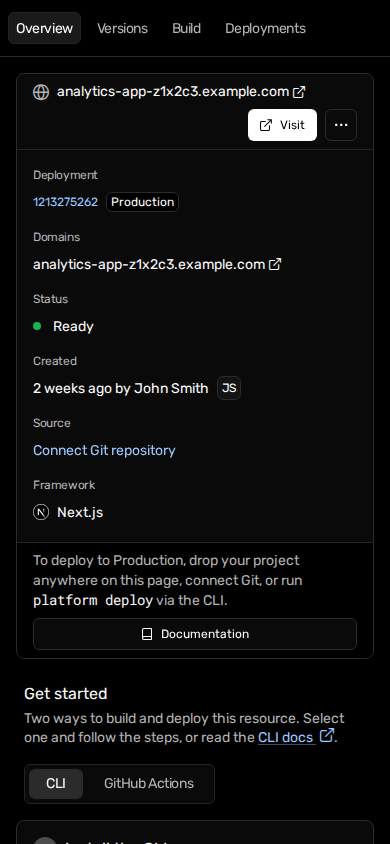 Overview Versions Build Deployments
analytics-app-z1x2c3.example.com
Visit
Deployment
1213275262 Production
Domains
analytics-app-z1x2c3.example.com
Status
Ready
Created
2 weeks ago by John Smith JS
Source
Connect Git repository
Framework
Next.js
To deploy to Production, drop your project
anywhere on this page, connect Git, or run
platform deploy via the CLI.
Documentation
Get started
Two ways to build and deploy this resource. Select
one and follow the steps, or read the CLI docs .
CLI GitHub Actions